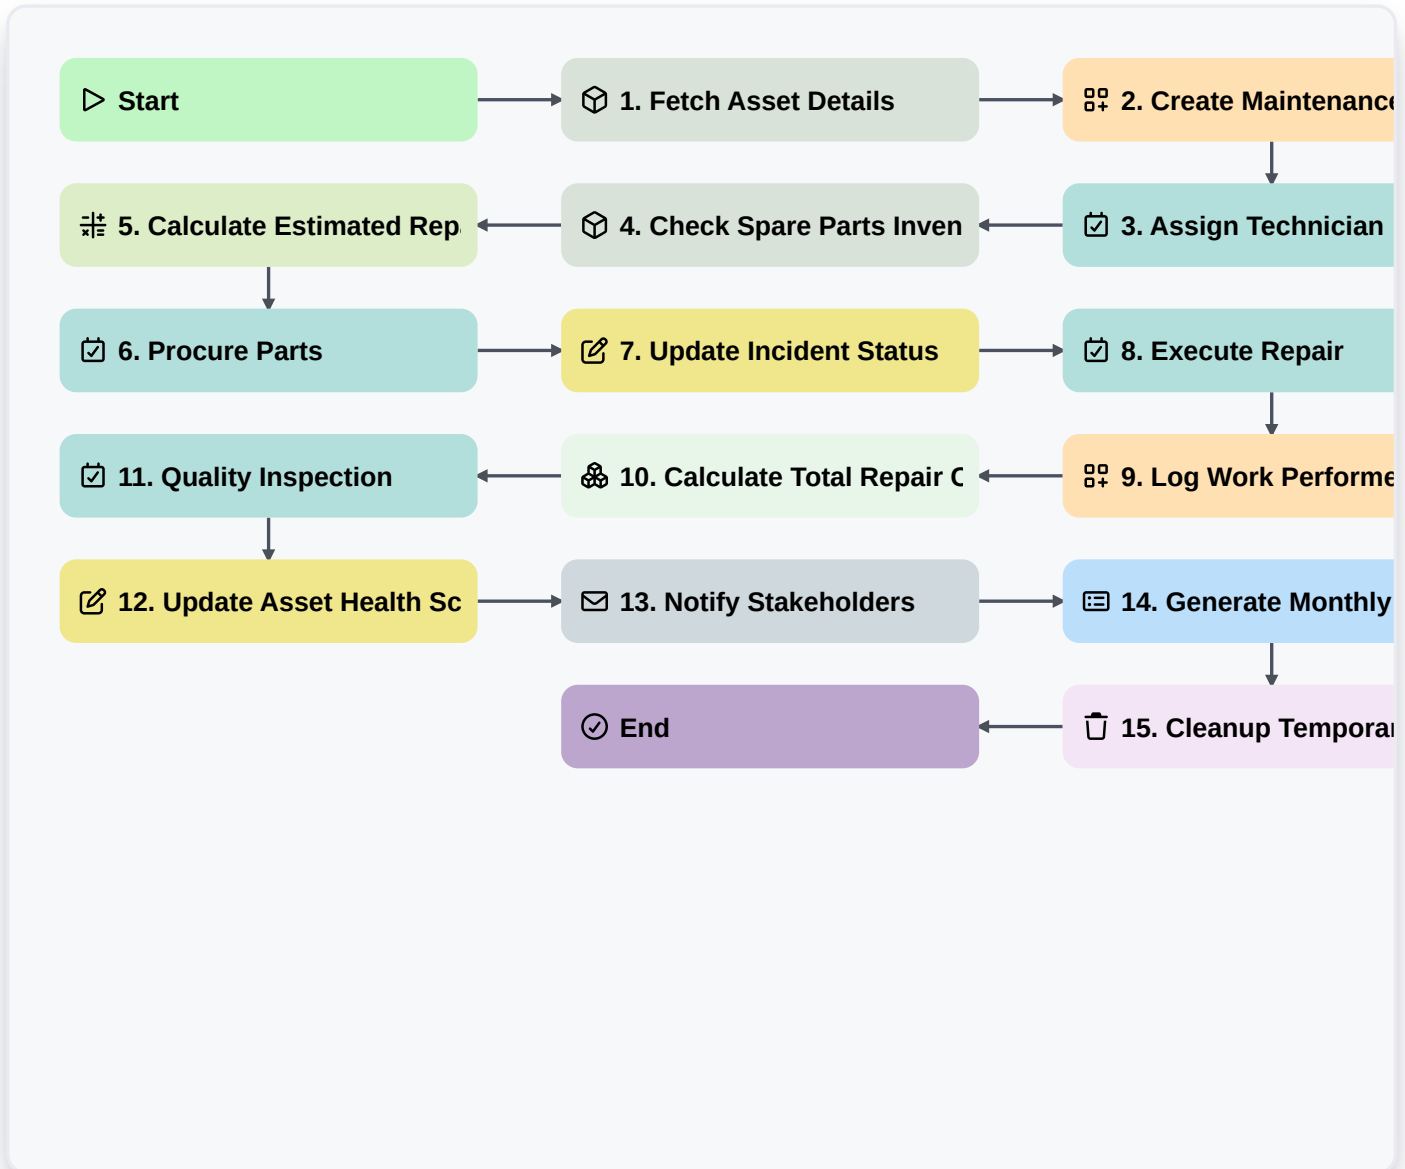 Start
1. Fetch Asset Details
2. Create Maintenance
5. Calculate Estimated Rep
4. Check Spare Parts Inven
3. Assign Technician
6. Procure Parts
7. Update Incident Status
8. Execute Repair
11. Quality Inspection
10. Calculate Total Repair C
9. Log Work Performe
12. Update Asset Health Sc
13. Notify Stakeholders
14. Generate Monthly
15. Cleanup Temporar
End